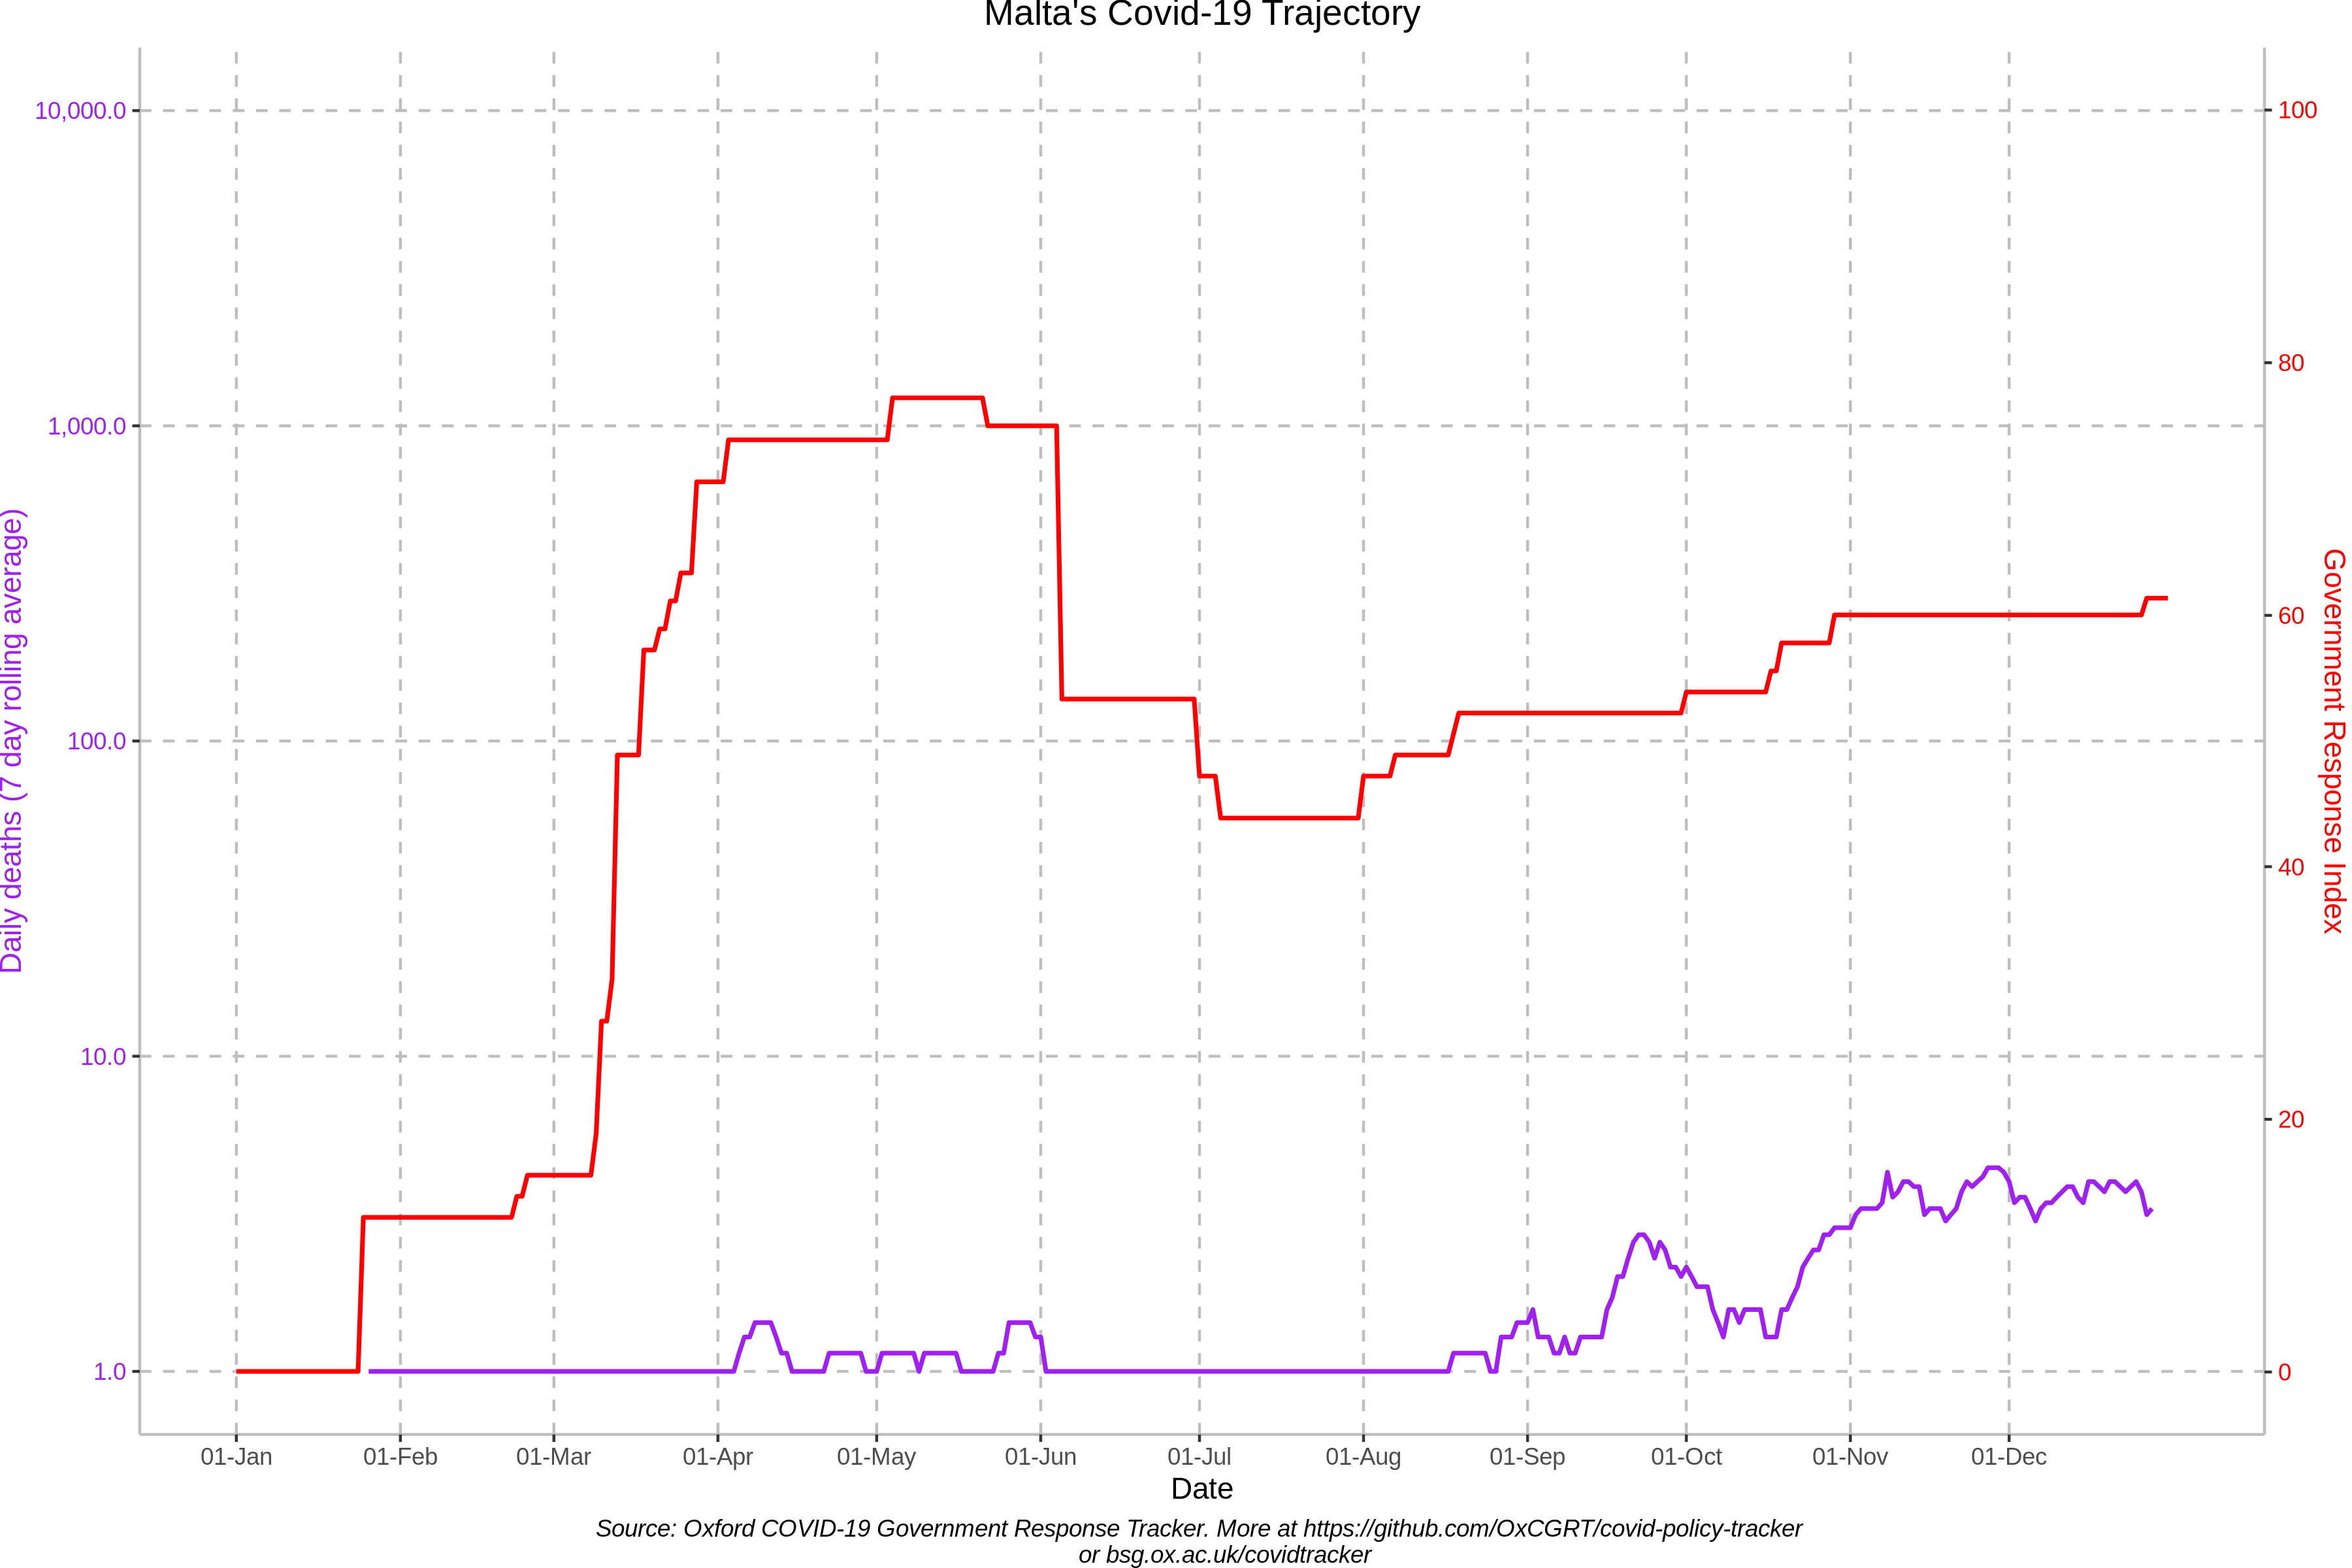 Malta's Covid-19 Trajectory
Daily deaths (7 day rolling average)
10,000.0
1,000.0
100.0
10.0
1.0
100
80
60
40
20
0
Government Response Index
01-Jan
01-Feb
01-Mar
01-Apr
01-May
01-Jun
01-Jul
01-Aug
01-Sep
01-Oct
01-Nov
01-Dec
Date
Source: Oxford COVID-19 Government Response Tracker. More at https://github.com/OxCGRT/covid-policy-tracker
or bsg.ox.ac.uk/covidtracker